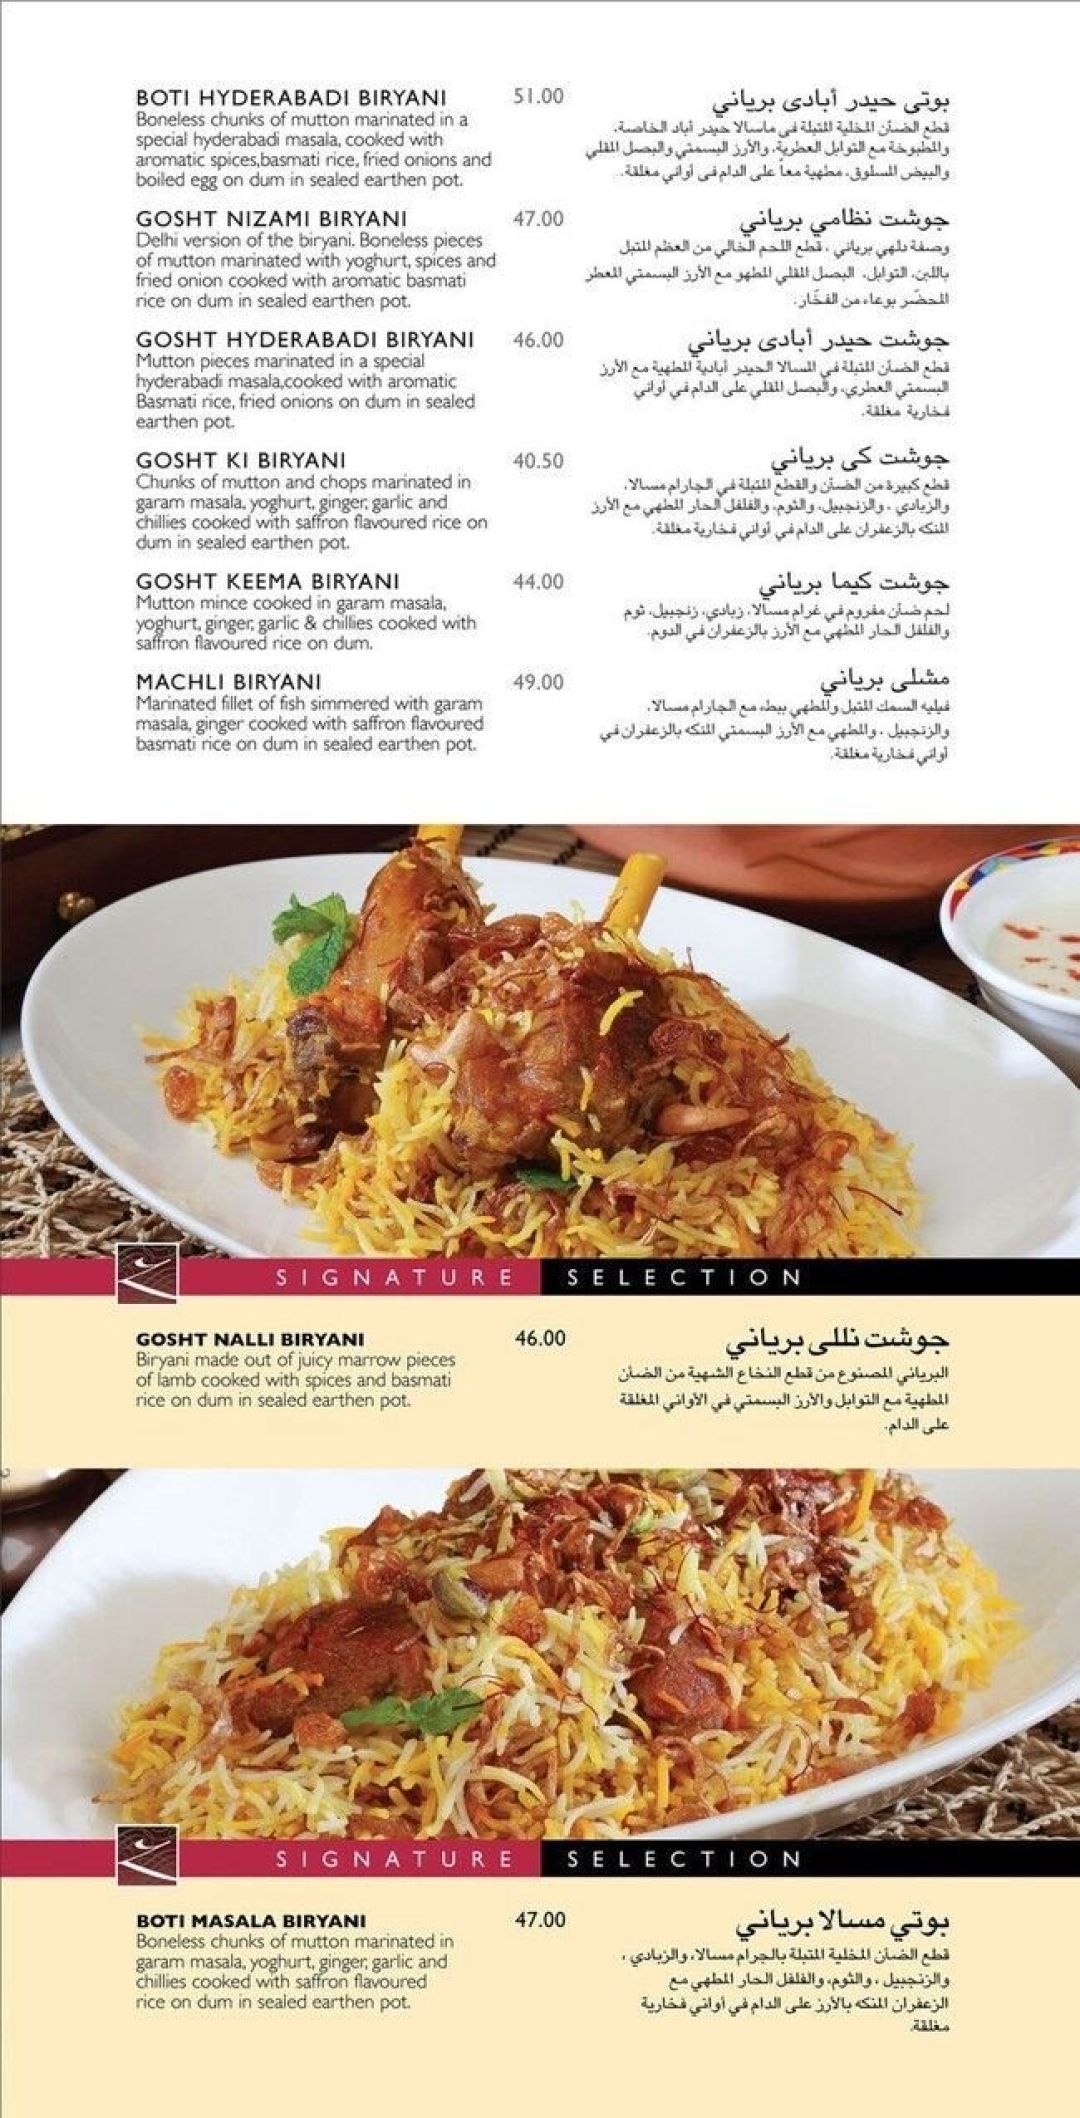 BOTI HYDERABADI BIRYANI 51.00
Boneless chunks of mutton marinated in a
special hyderabadi masala, cooked with
aromatic spices,basmati rice, fried onions and
boiled egg on dum in sealed earthen pot.
بوتى حيدر أبادى برياني
قطع الضأن المخلية المتبلة في ماسالا حيدر أباد الخاصة،
والمطبوخة مع التوابل العطرية، والأرز البسمتي والبصل المقلي
والبيض المسلوق، مطهية معاً على الدام فى أواني مغلقة.
GOSHT NIZAMI BIRYANI 47.00
Delhi version of the biryani. Boneless pieces
of mutton marinated with yoghurt, spices and
fried onion cooked with aromatic basmati
rice on dum in sealed earthen pot.
جوشت نظامي برياني
وصفة دلهي برياني ، قطع اللحم الخالي من العظم المتبل
باللبن، التوابل، البصل المقلي المطهو مع الأرز البسمتي المعطر
المحضّر بوعاء من الفخّار.
GOSHT HYDERABADI BIRYANI 46.00
Mutton pieces marinated in a special
hyderabadi masala,cooked with aromatic
Basmati rice, fried onions on dum in sealed
earthen pot.
جوشت حيدر أبادى برياني
قطع الضأن المتبلة في المسالا الحيدر أبادية المطهية مع الأرز
البسمتي العطري، والبصل المقلي على الدام في أواني
فخارية مغلقة.
GOSHT KI BIRYANI 40.50
Chunks of mutton and chops marinated in
garam masala, yoghurt, ginger, garlic and
chillies cooked with saffron flavoured rice on
dum in sealed earthen pot.
جوشت كى برياني
قطع كبيرة من الضأن والقطع المتبلة في الجارام مسالا،
والزبادي ، والزنجبيل، والثوم، والفلفل الحار المطهي مع الأرز
المنكه بالزعفران على الدام في أواني فخارية مغلقة.
GOSHT KEEMA BIRYANI 44.00
Mutton mince cooked in garam masala,
yoghurt, ginger, garlic & chillies cooked with
saffron flavoured rice on dum.
جوشت كيما برياني
لحم ضأن مفروم في غرام مسالا، زبادي، زنجبيل، ثوم
والفلفل الحار المطهي مع الأرز بالزعفران في الدوم.
MACHLI BIRYANI 49.00
Marinated fillet of fish simmered with garam
masala, ginger cooked with saffron flavoured
basmati rice on dum in sealed earthen pot.
مشلى برياني
فيليه السمك المتبل والمطهي ببطء مع الجارام مسالا،
والزنجبيل ، والمطهي مع الأرز البسمتي المنكه بالزعفران في
أواني فخارية مغلقة.
SIGNATURE SELECTION
GOSHT NALLI BIRYANI 46.00
Biryani made out of juicy marrow pieces
of lamb cooked with spices and basmati
rice on dum in sealed earthen pot.
جوشت نللى برياني
البرياني المصنوع من قطع النخاع الشهية من الضأن
المطهية مع التوابل والأرز البسمتي في الأواني المغلقة
على الدام.
SIGNATURE SELECTION
BOTI MASALA BIRYANI 47.00
Boneless chunks of mutton marinated in
garam masala, yoghurt, ginger, garlic and
chillies cooked with saffron flavoured
rice on dum in sealed earthen pot.
بوتي مسالا برياني
قطع الضأن المخلية المتبلة بالجرام مسالا، والزبادي ،
والزنجبيل ، والثوم، والفلفل الحار المطهي مع
الزعفران المنكه بالأرز على الدام في أواني فخارية
مغلقة.